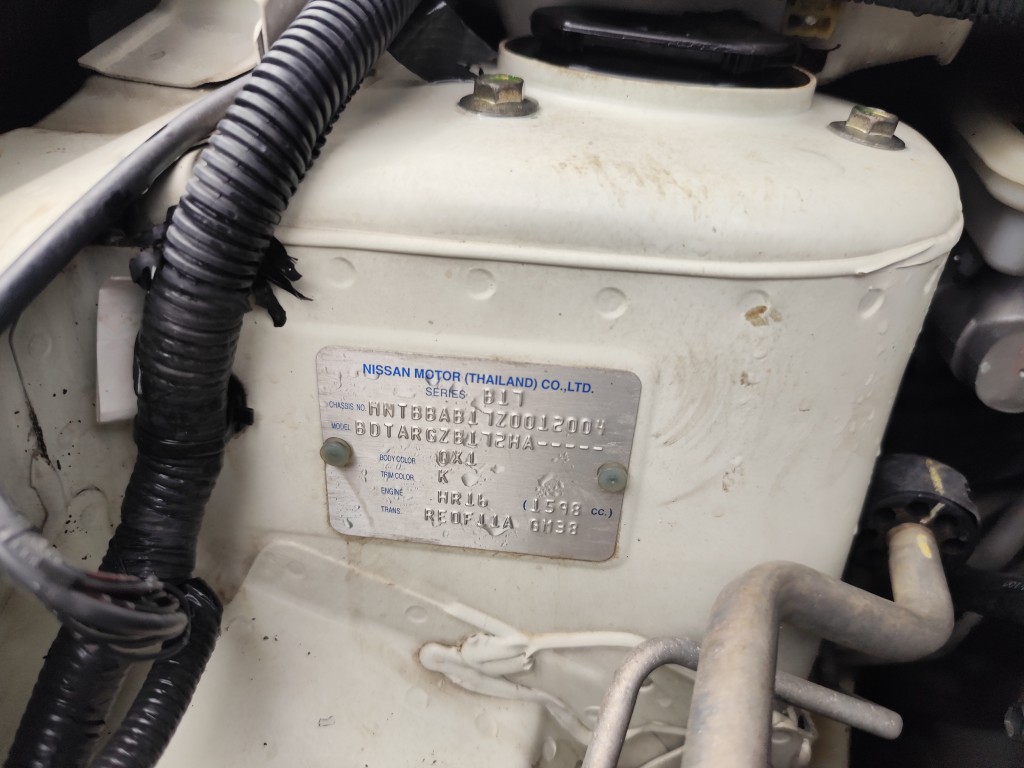 NISSAN MOTOR (THAILAND) CO.,LTD.
SERIES B17
CHASSIS NO. MNTBBAB17Z0012004
MODEL BDTARGZB17ZHA-----
BODY COLOR QX1
TRIM COLOR K
ENGINE HR16 (1598 CC.)
TRANS. RE0F11A GM38